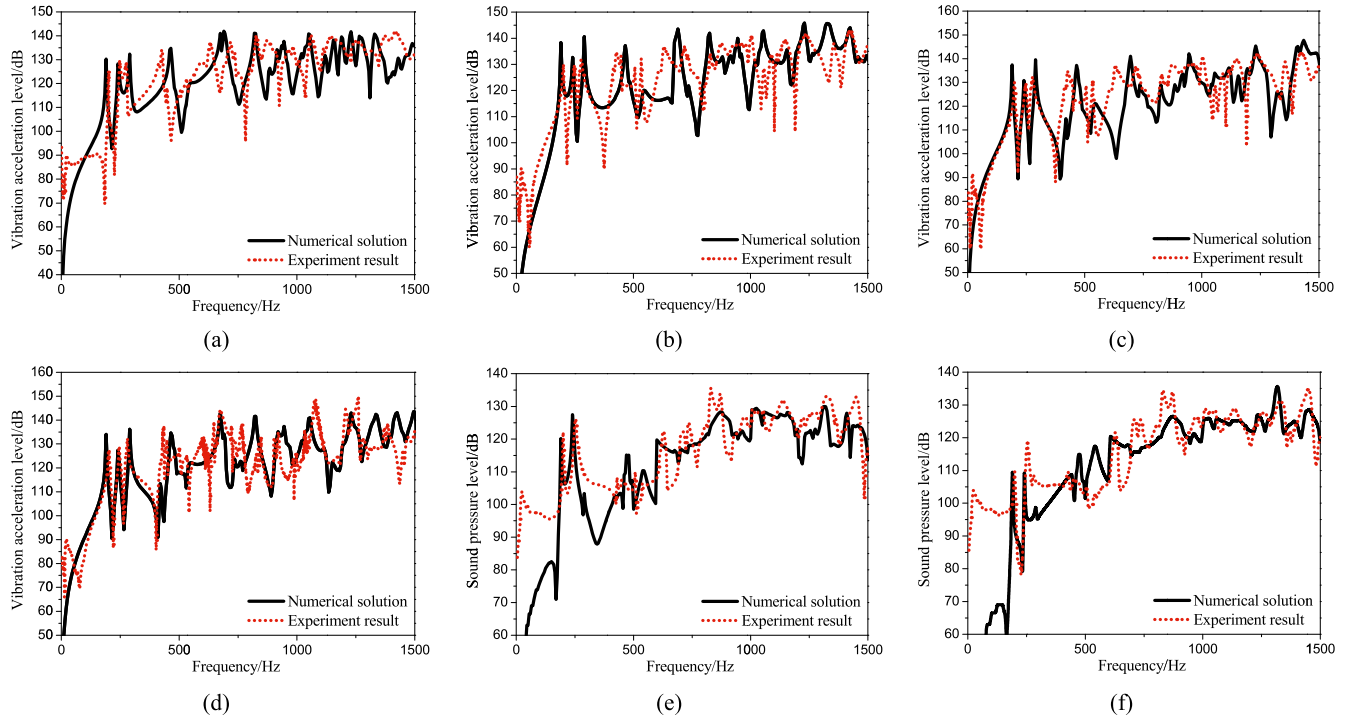 150
140
130
120
110
100
90
80
70
60
50
40
Vibration acceleration level/dB
Numerical solution
Experiment result
0 500 1000 1500
Frequency/Hz
(a)
150
140
130
120
110
100
90
80
70
60
50
Vibration acceleration level/dB
Numerical solution
Experiment result
0 500 1000 1500
Frequency/Hz
(b)
160
150
140
130
120
110
100
90
80
70
60
50
Vibration acceleration level/dB
Numerical solution
Experiment result
0 500 1000 1500
Frequency/Hz
(c)
160
150
140
130
120
110
100
90
80
70
60
50
Vibration acceleration level/dB
Numerical solution
Experiment result
0 500 1000 1500
Frequency/Hz
(d)
140
130
120
110
100
90
80
70
60
Sound pressure level/dB
Numerical solution
Experiment result
0 500 1000 1500
Frequency/Hz
(e)
140
130
120
110
100
90
80
70
60
Sound pressure level/dB
Numerical solution
Experiment result
0 500 1000 1500
Frequency/Hz
(f)